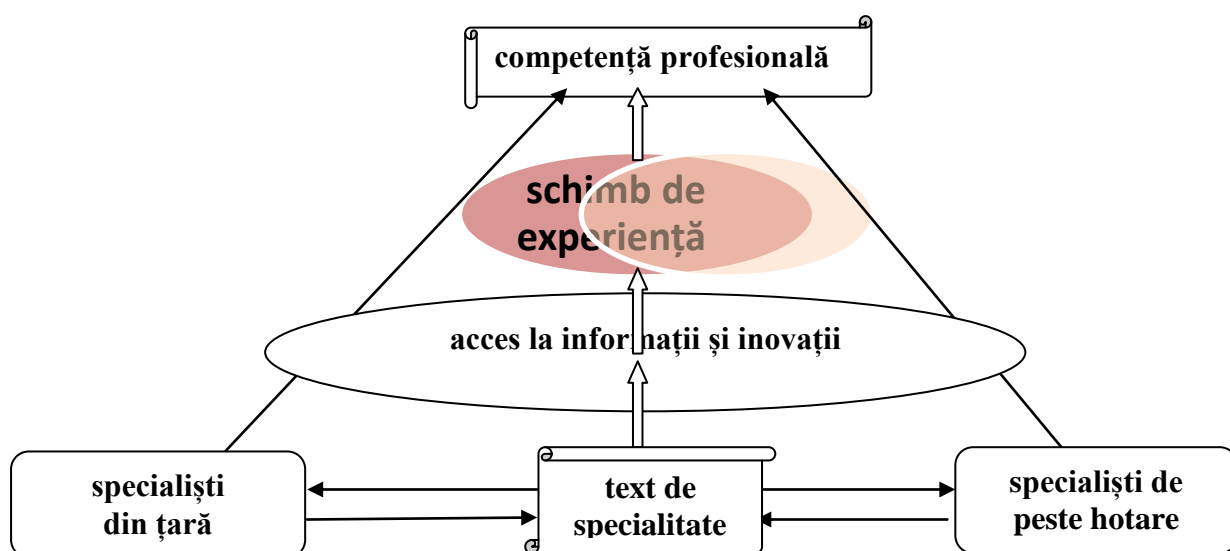 competență profesională
schimb de
experiență
acces la informații și inovații
specialiști
din țară
text de
specialitate
specialiști de
peste hotare